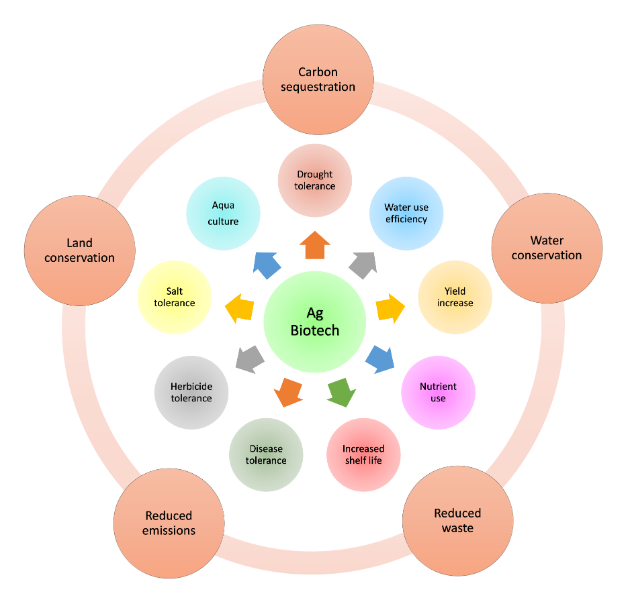 Carbon
sequestration
Drought
tolerance
Aqua
culture
Water use
efficiency
Land
conservation
Water
conservation
Salt
tolerance
Yield
increase
Ag
Biotech
Herbicide
tolerance
Nutrient
use
Disease
tolerance
Increased
shelf life
Reduced
emissions
Reduced
waste